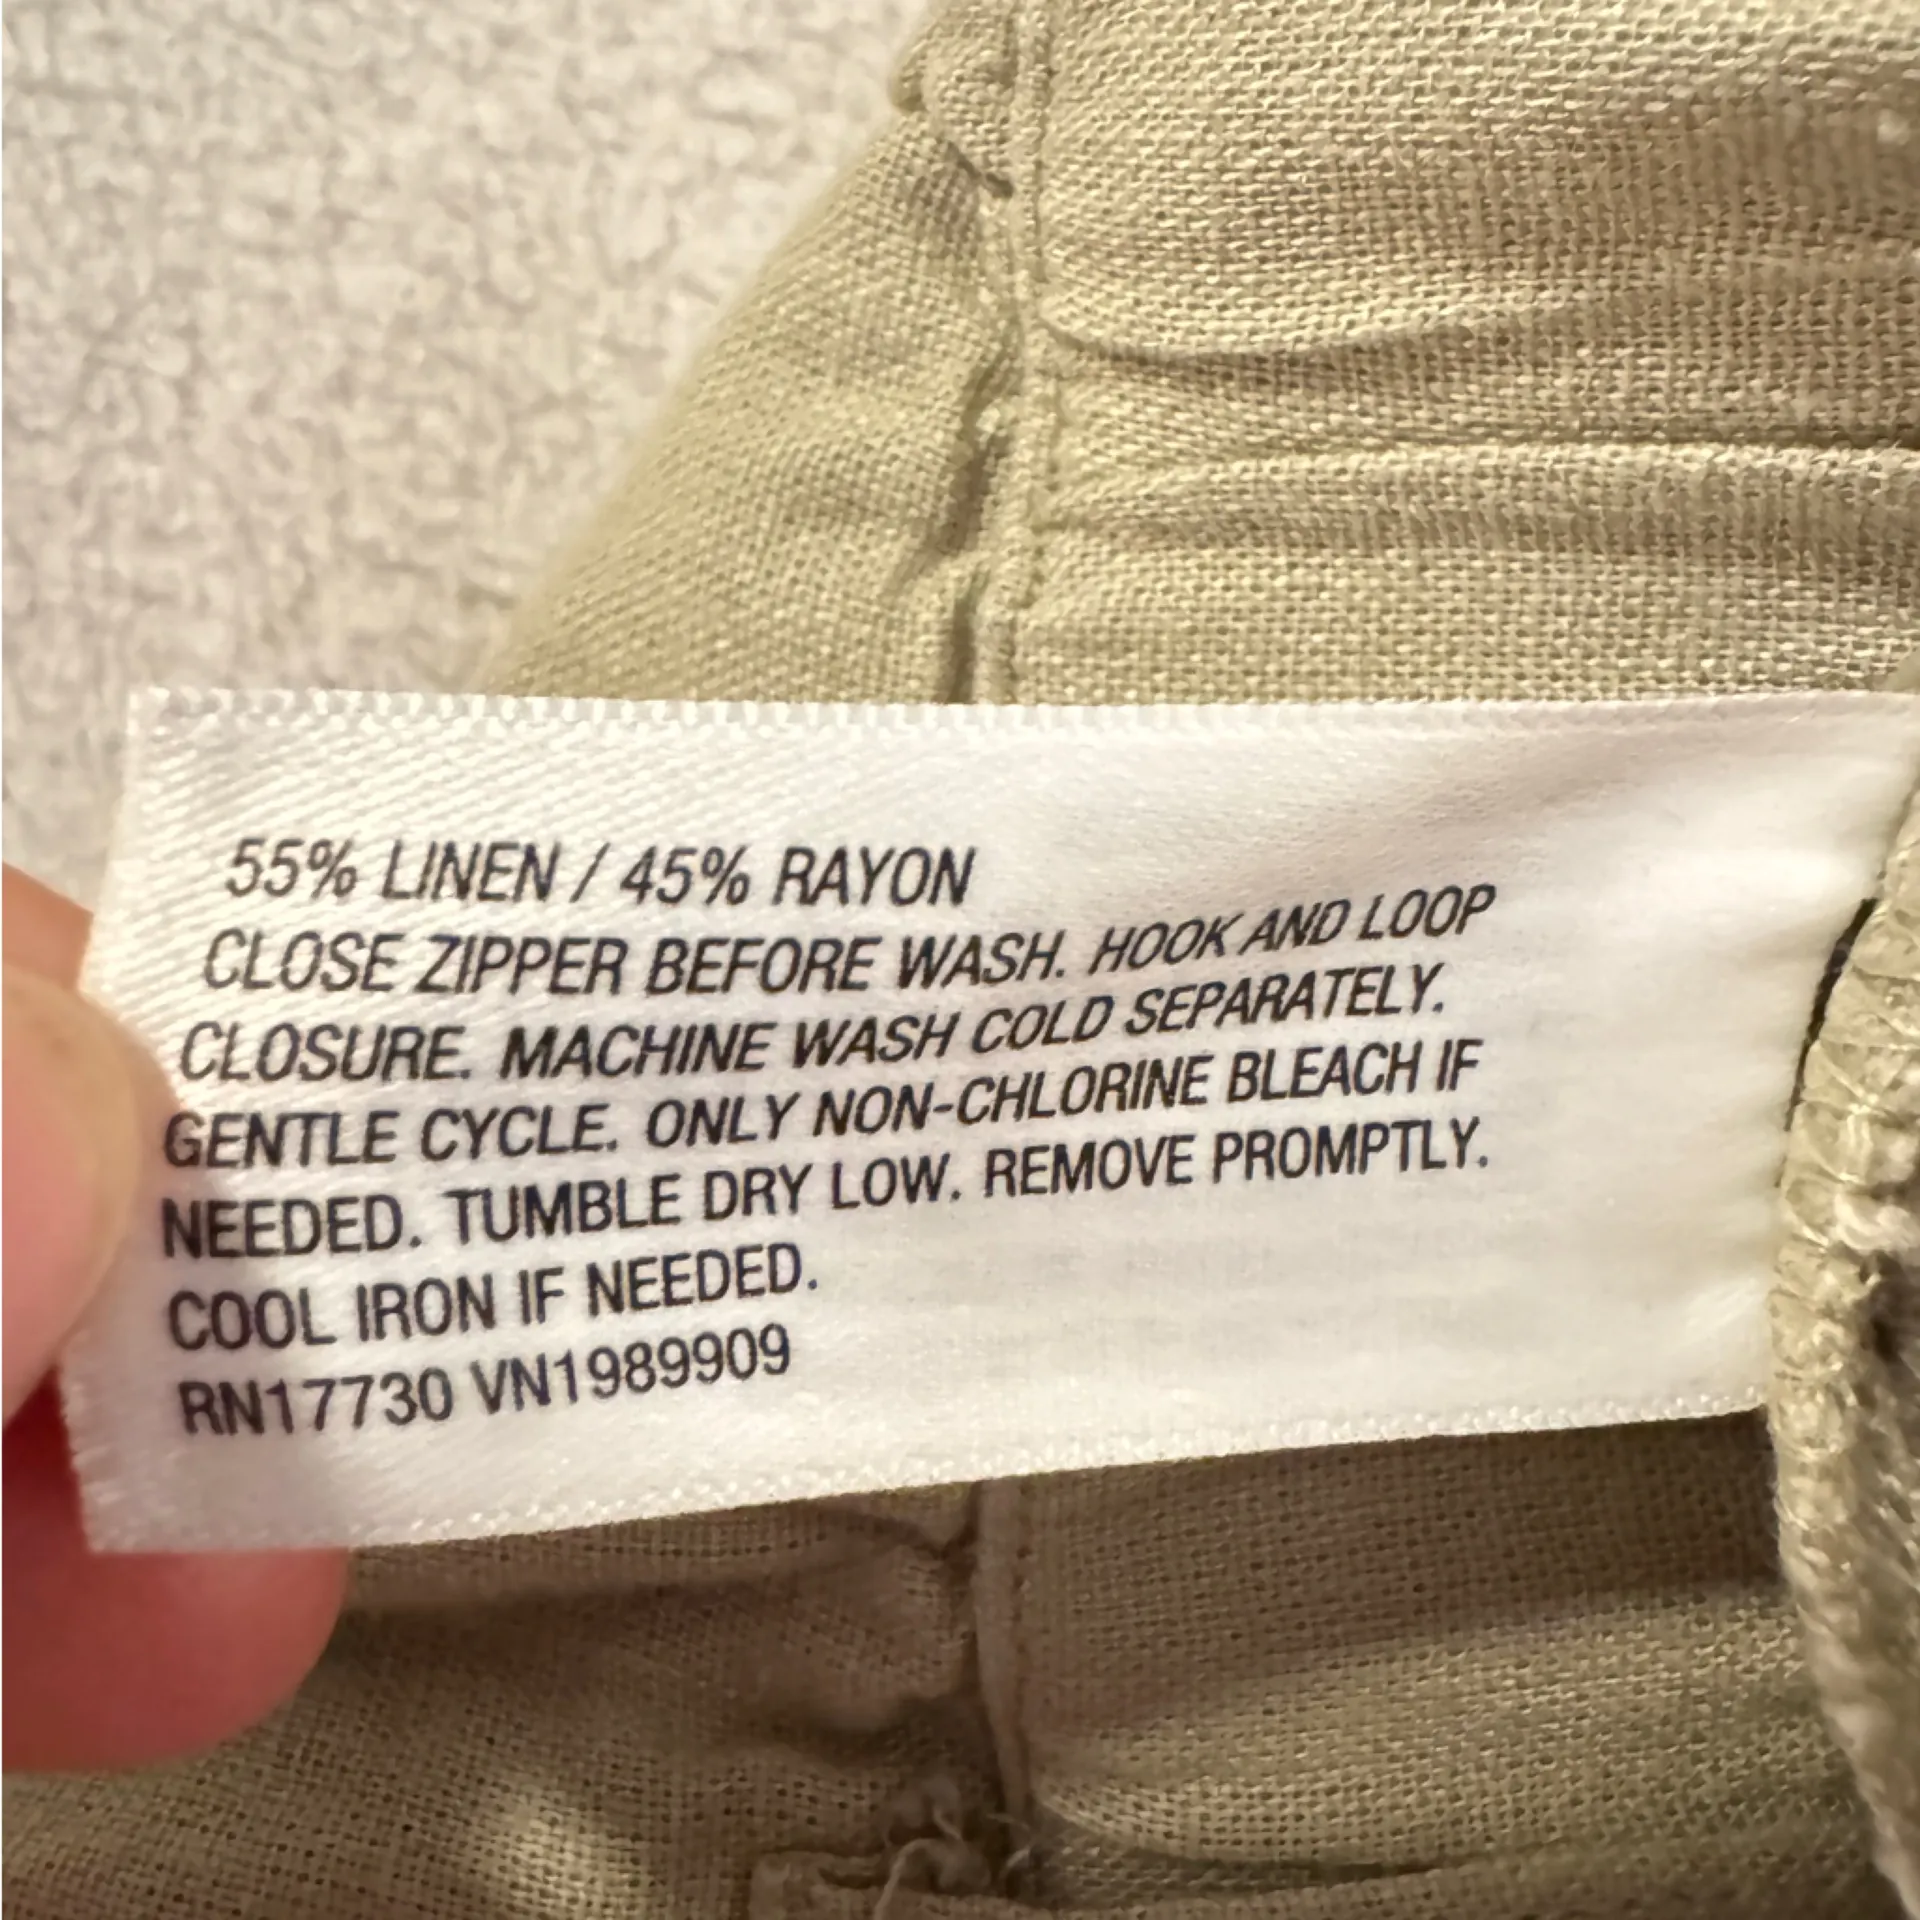 55% LINEN / 45% RAYON
CLOSE ZIPPER BEFORE WASH. HOOK AND LOOP
CLOSURE. MACHINE WASH COLD SEPARATELY.
GENTLE CYCLE. ONLY NON-CHLORINE BLEACH IF
NEEDED. TUMBLE DRY LOW. REMOVE PROMPTLY.
COOL IRON IF NEEDED.
RN17730 VN1989909